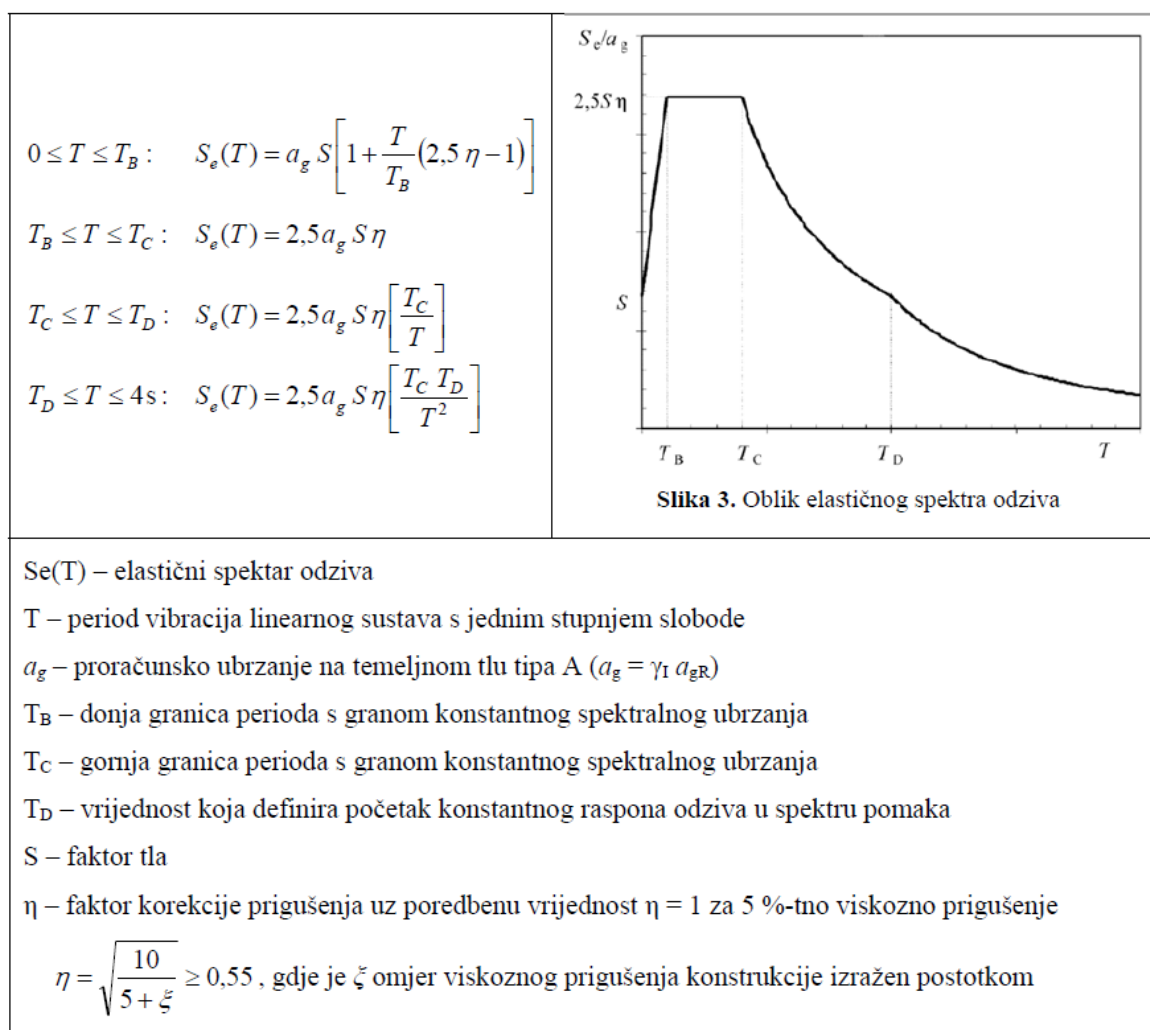 0 ≤ T ≤ T_B : S_e(T) = a_g S[1 + T/T_B (2,5 η − 1)]
T_B ≤ T ≤ T_C : S_e(T) = 2,5 a_g S η
T_C ≤ T ≤ T_D : S_e(T) = 2,5 a_g S η[T_C/T]
T_D ≤ T ≤ 4s : S_e(T) = 2,5 a_g S η[T_C T_D/T²]
S_e/a_g
2,5S η
S
T_B T_C T_D T
Slika 3. Oblik elastičnog spektra odziva
Se(T) – elastični spektar odziva
T – period vibracija linearnog sustava s jednim stupnjem slobode
a_g – proračunsko ubrzanje na temeljnom tlu tipa A (a_g = γ_I a_gR)
T_B – donja granica perioda s granom konstantnog spektralnog ubrzanja
T_C – gornja granica perioda s granom konstantnog spektralnog ubrzanja
T_D – vrijednost koja definira početak konstantnog raspona odziva u spektru pomaka
S – faktor tla
η – faktor korekcije prigušenja uz poredbenu vrijednost η = 1 za 5 %-tno viskozno prigušenje
η = √(10/(5 + ξ)) ≥ 0,55 , gdje je ξ omjer viskoznog prigušenja konstrukcije izražen postotkom